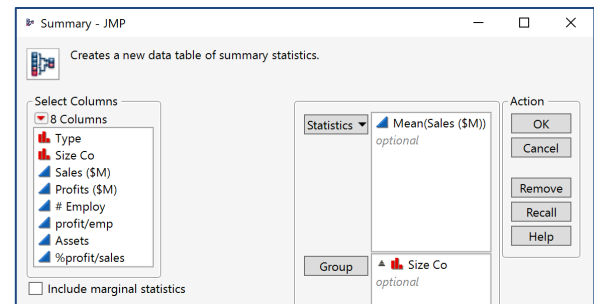 Summary - JMP
Creates a new data table of summary statistics.
Select Columns
8 Columns
Type
Size Co
Sales ($M)
Profits ($M)
# Employ
profit/emp
Assets
%profit/sales
Include marginal statistics
Statistics
Mean(Sales ($M))
optional
Group
Size Co
optional
Action
OK
Cancel
Remove
Recall
Help